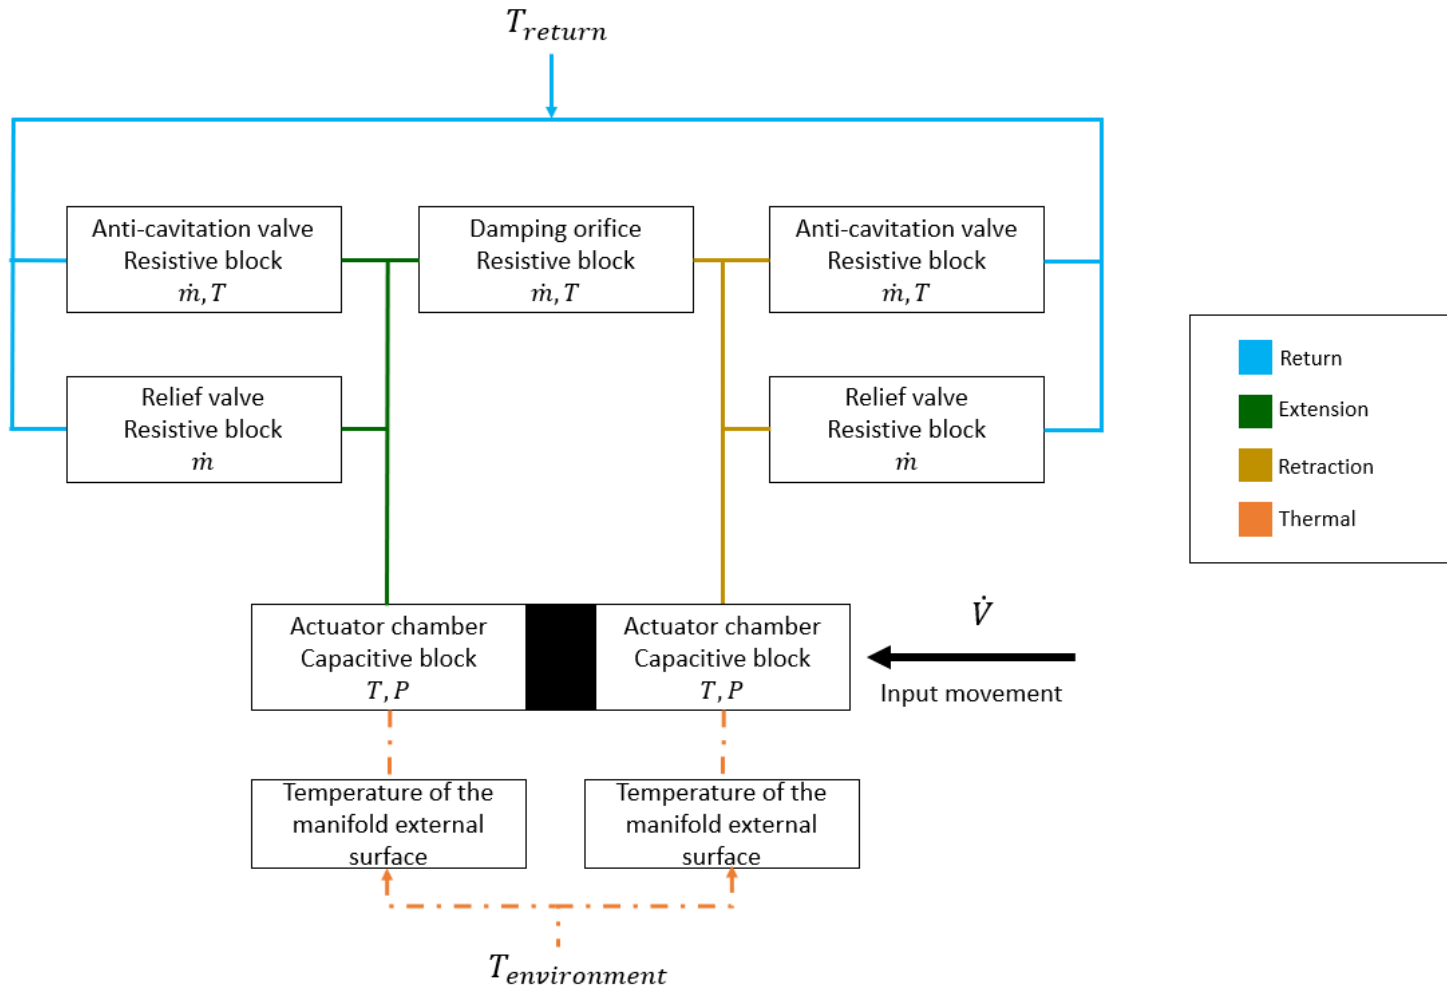 T_return
Anti-cavitation valve
Resistive block
ṁ, T
Damping orifice
Resistive block
ṁ, T
Anti-cavitation valve
Resistive block
ṁ, T
Relief valve
Resistive block
ṁ
Relief valve
Resistive block
ṁ
Return
Extension
Retraction
Thermal
Actuator chamber
Capacitive block
T, P
Actuator chamber
Capacitive block
T, P
V̇
Input movement
Temperature of the
manifold external
surface
Temperature of the
manifold external
surface
T_environment